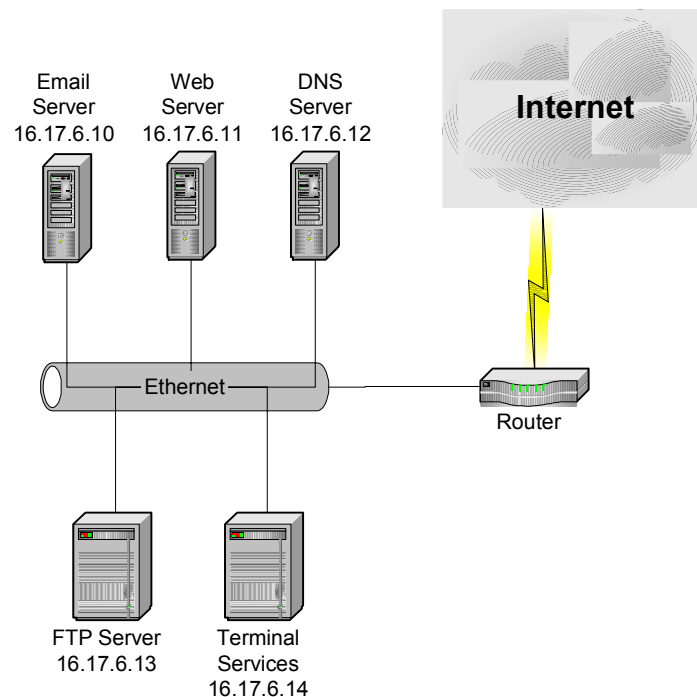 Email
Server
16.17.6.10
Web
Server
16.17.6.11
DNS
Server
16.17.6.12
Internet
Ethernet
Router
FTP Server
16.17.6.13
Terminal
Services
16.17.6.14